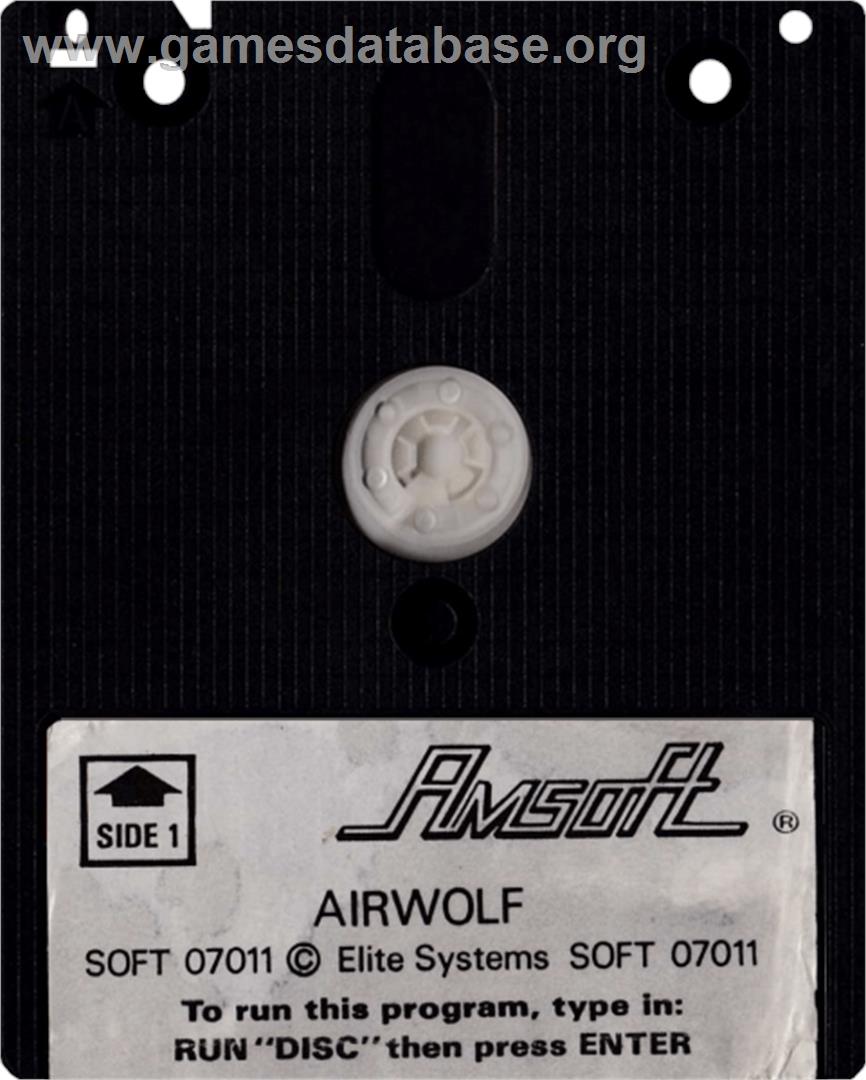 www.gamesdatabase.org
SIDE 1
Amsoft ®
AIRWOLF
SOFT 07011 © Elite Systems SOFT 07011
To run this program, type in:
RUN "DISC" then press ENTER